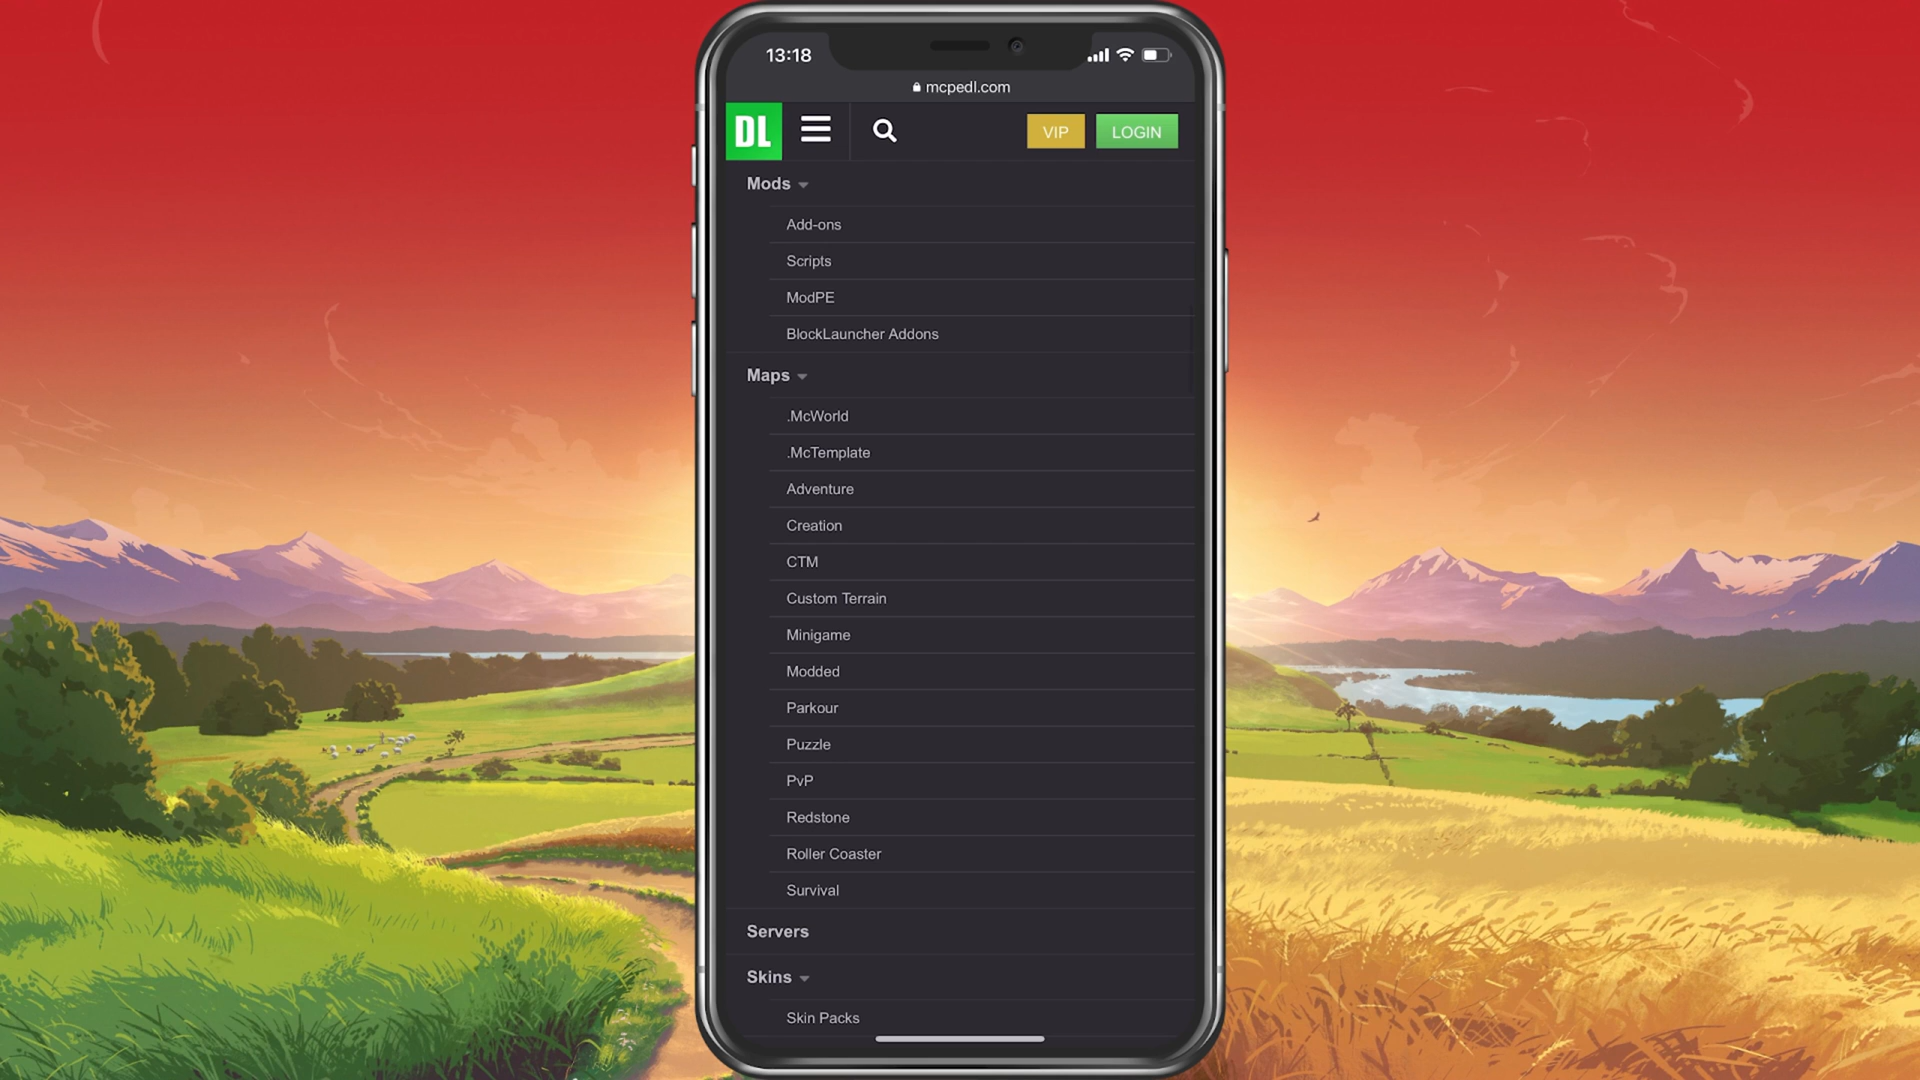 13:18
mcpedl.com
DL
VIP
LOGIN
Mods
Add-ons
Scripts
ModPE
BlockLauncher Addons
Maps
.McWorld
.McTemplate
Adventure
Creation
CTM
Custom Terrain
Minigame
Modded
Parkour
Puzzle
PvP
Redstone
Roller Coaster
Survival
Servers
Skins
Skin Packs